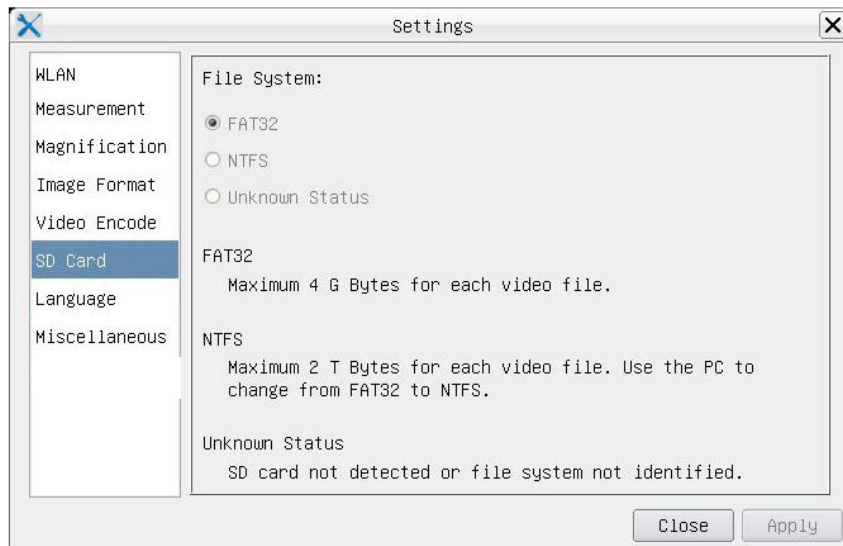 Settings
WLAN
Measurement
Magnification
Image Format
Video Encode
SD Card
Language
Miscellaneous
File System:
FAT32
NTFS
Unknown Status
FAT32
Maximum 4 G Bytes for each video file.
NTFS
Maximum 2 T Bytes for each video file. Use the PC to
change from FAT32 to NTFS.
Unknown Status
SD card not detected or file system not identified.
Close
Apply